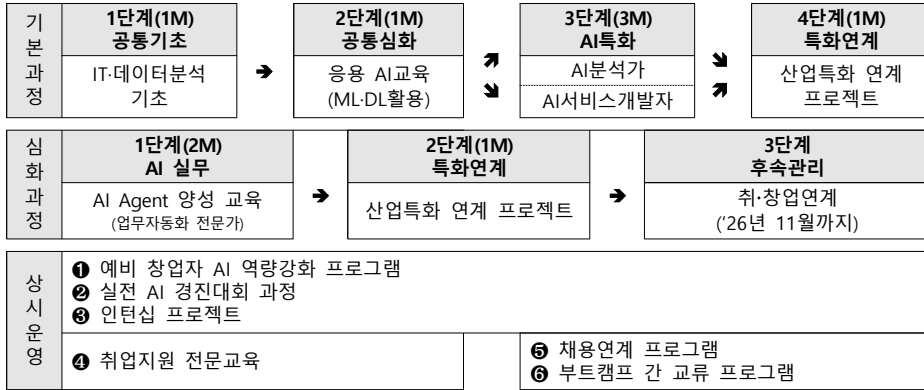 기본과정
1단계(1M)
공통기초
IT·데이터분석
기초
➔
2단계(1M)
공통심화
응용 AI교육
(ML·DL활용)
3단계(3M)
AI특화
AI분석가
AI서비스개발자
4단계(1M)
특화연계
산업특화 연계
프로젝트
심화과정
1단계(2M)
AI 실무
AI Agent 양성 교육
(업무자동화 전문가)
➔
2단계(1M)
특화연계
산업특화 연계 프로젝트
➔
3단계
후속관리
취·창업연계
('26년 11월까지)
상시운영
❶ 예비 창업자 AI 역량강화 프로그램
❷ 실전 AI 경진대회 과정
❸ 인턴십 프로젝트
❹ 취업지원 전문교육
❺ 채용연계 프로그램
❻ 부트캠프 간 교류 프로그램